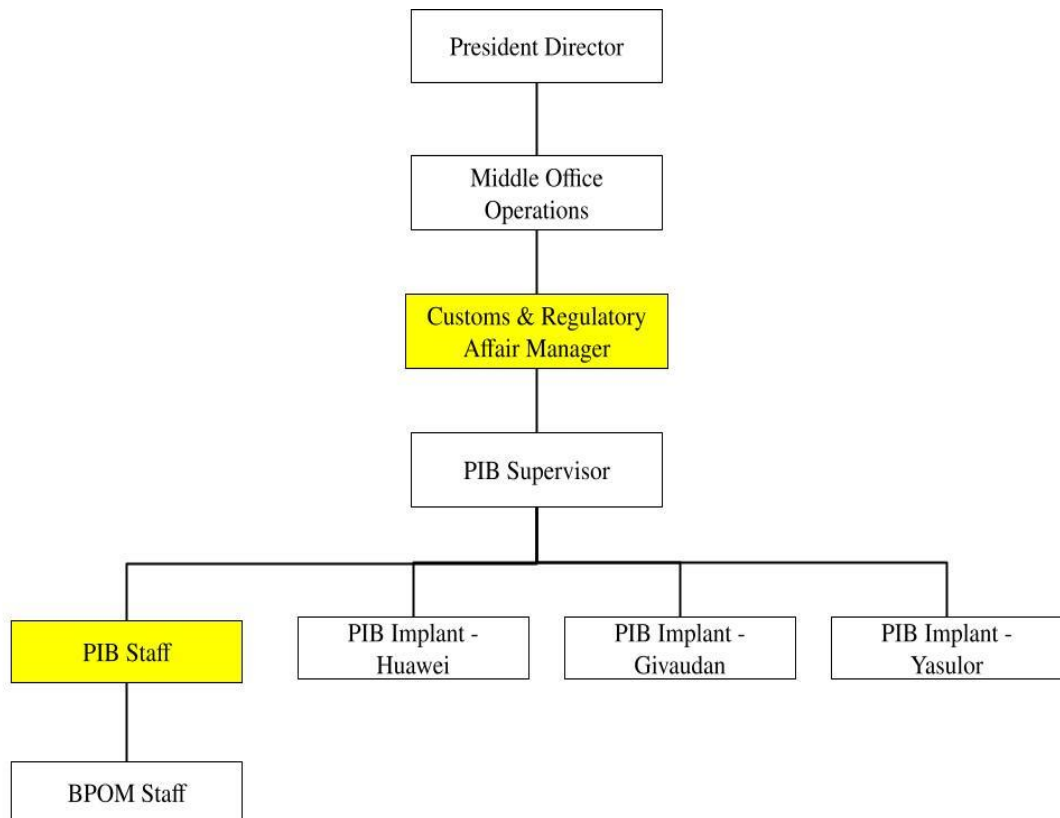 President Director
Middle Office
Operations
Customs & Regulatory
Affair Manager
PIB Supervisor
PIB Staff
PIB Implant -
Huawei
PIB Implant -
Givaudan
PIB Implant -
Yasulor
BPOM Staff